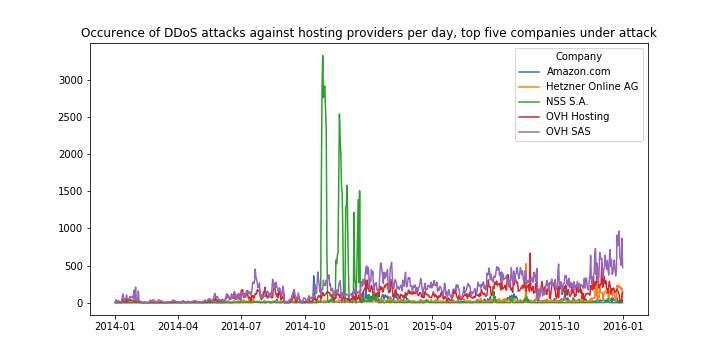 Occurence of DDoS attacks against hosting providers per day, top five companies under attack
Company
Amazon.com
Hetzner Online AG
NSS S.A.
OVH Hosting
OVH SAS
3000
2500
2000
1500
1000
500
0
2014-01 2014-04 2014-07 2014-10 2015-01 2015-04 2015-07 2015-10 2016-01